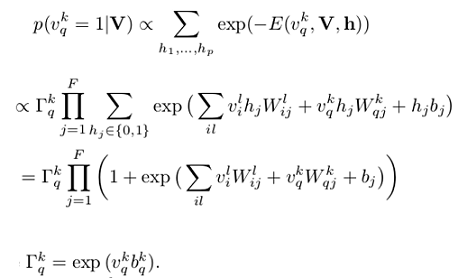 p(v_q^k = 1|V) ∝ ∑_{h_1,...,h_p} exp(−E(v_q^k, V, h))
∝ Γ_q^k ∏_{j=1}^F ∑_{h_j∈{0,1}} exp ( ∑_{il} v_i^l h_j W_{ij}^l + v_q^k h_j W_{qj}^k + h_j b_j )
= Γ_q^k ∏_{j=1}^F ( 1 + exp ( ∑_{il} v_i^l W_{ij}^l + v_q^k W_{qj}^k + b_j ) )
Γ_q^k = exp (v_q^k b_q^k).